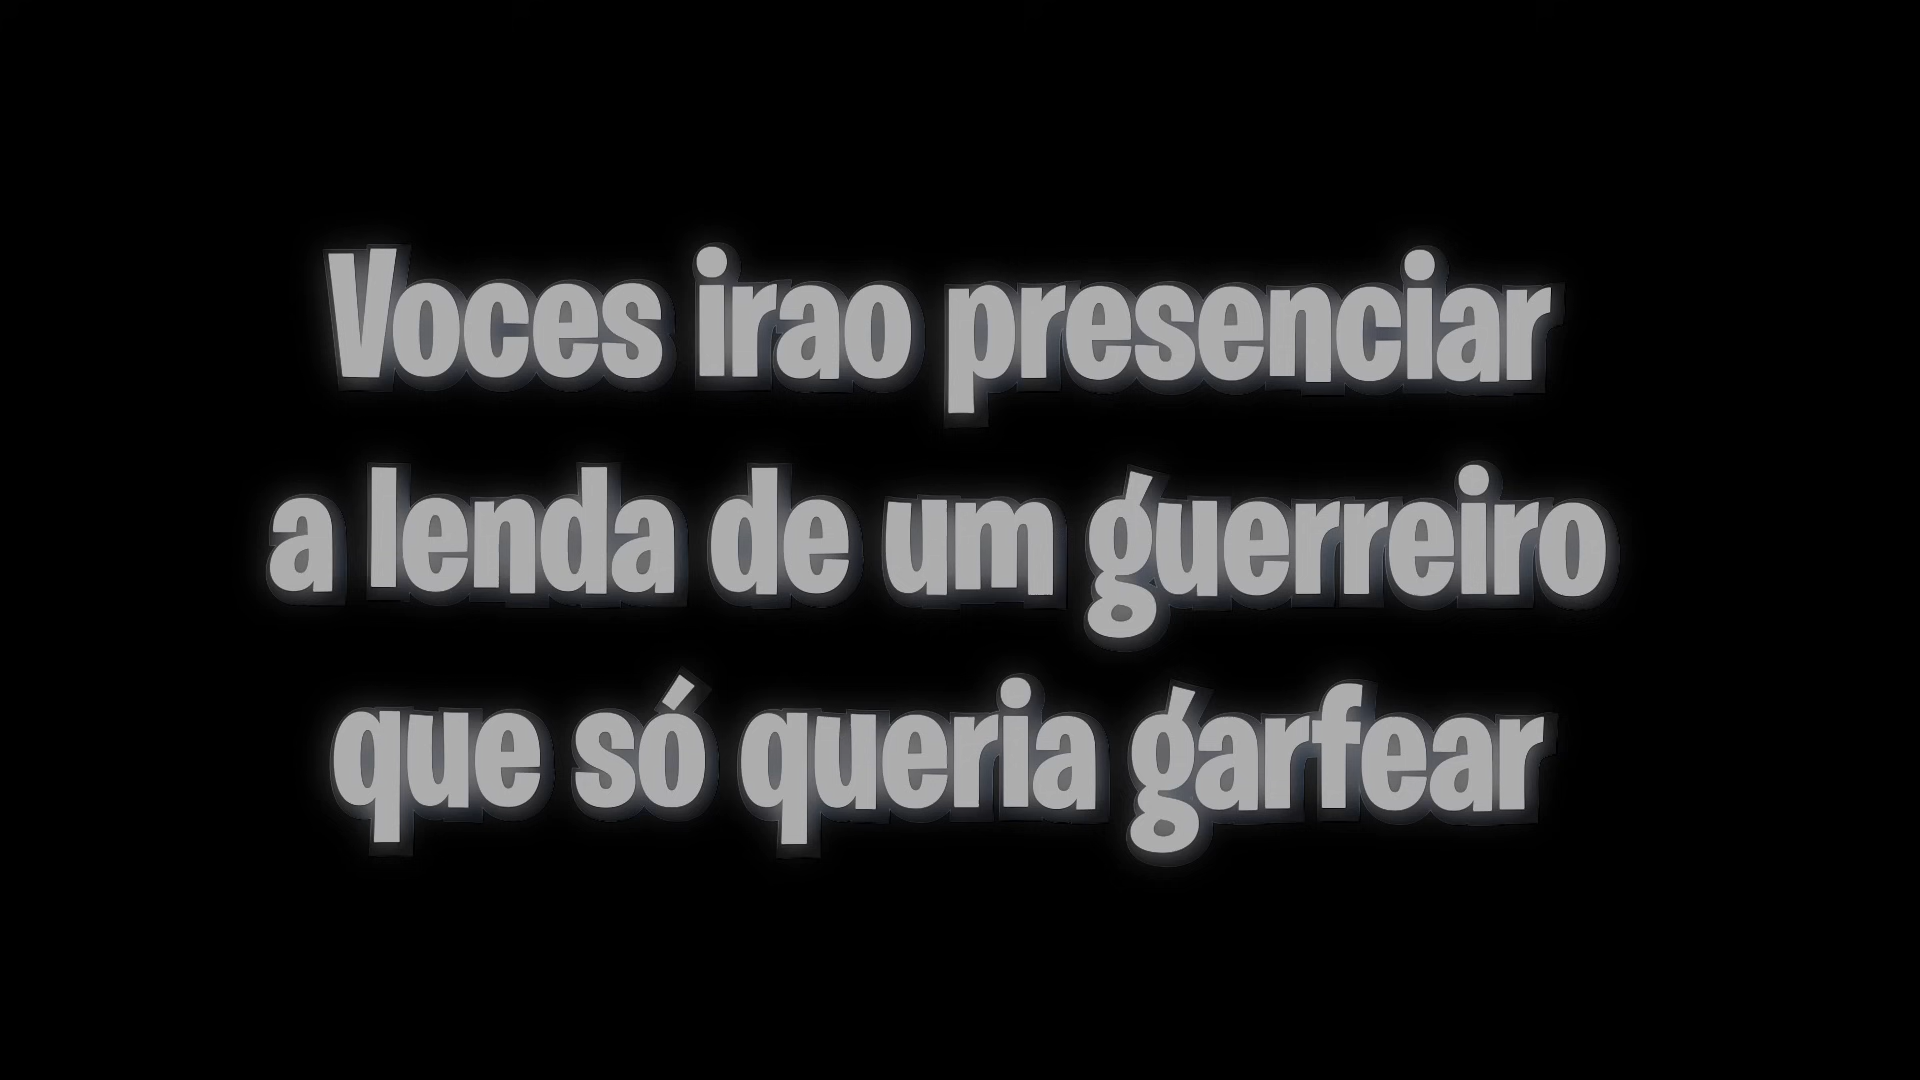 Voces irao presenciar
a lenda de um guerreiro
que só queria garfear